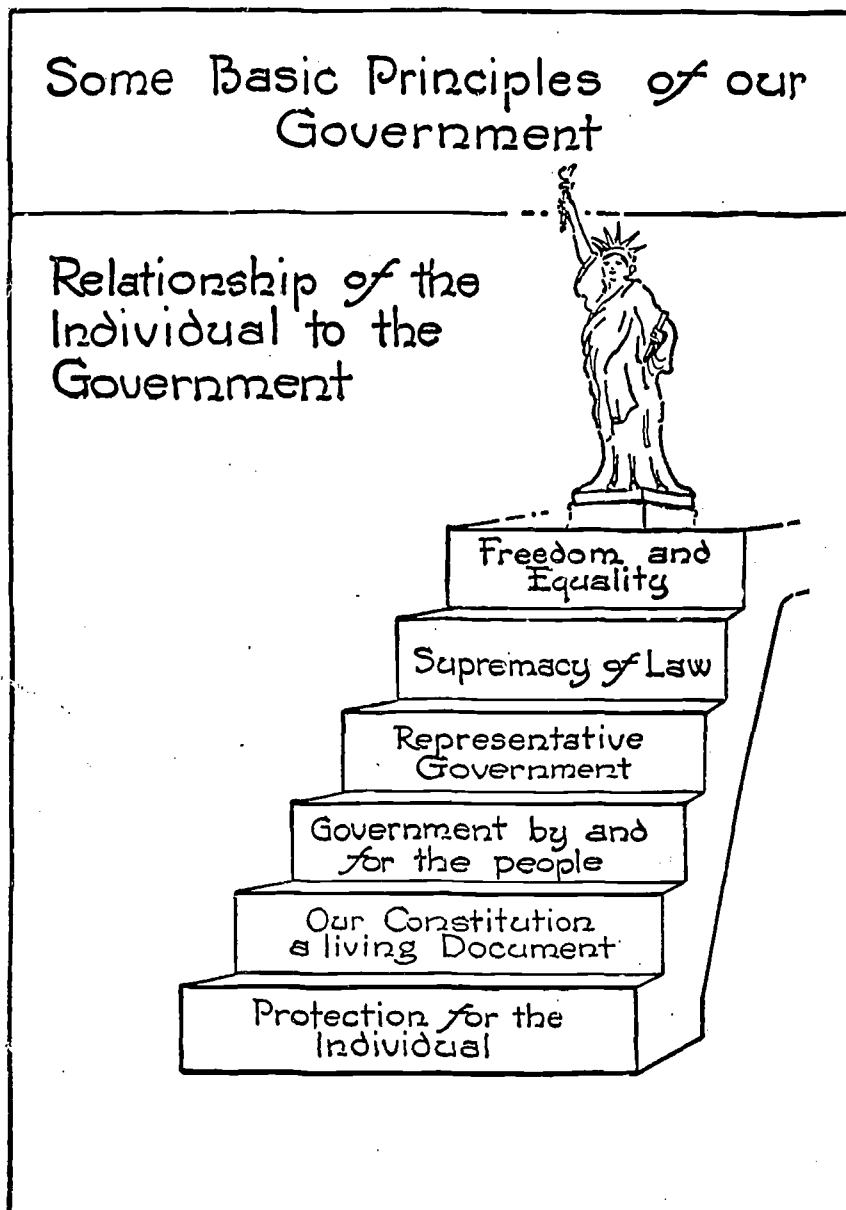 Some Basic Principles of our
Government
Relationship of the
Individual to the
Government
Freedom and
Equality
Supremacy of Law
Representative
Government
Government by and
for the people
Our Constitution
a living Document
Protection for the
Individual